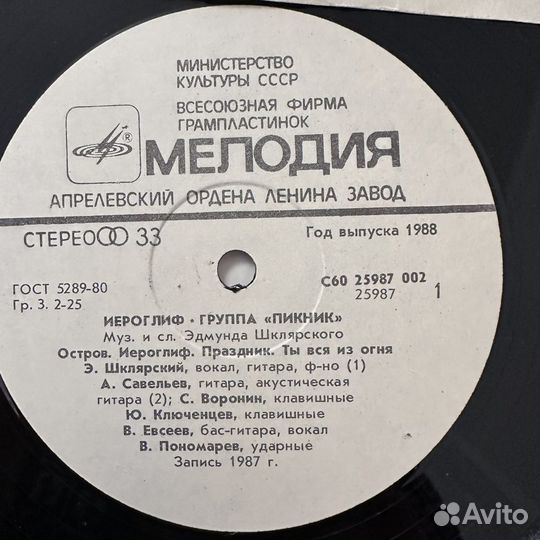 МИНИСТЕРСТВО
КУЛЬТУРЫ СССР
ВСЕСОЮЗНАЯ ФИРМА
ГРАМПЛАСТИНОК
®
МЕЛОДИЯ
АПРЕЛЕВСКИЙ ОРДЕНА ЛЕНИНА ЗАВОД
СТЕРЕО 33
Год выпуска 1988
ГОСТ 5289-80
Гр. 3. 2-25
С60 25987 002
25987 1
ИЕРОГЛИФ · ГРУППА «ПИКНИК»
Муз. и сл. Эдмунда Шклярского
Остров. Иероглиф. Праздник. Ты вся из огня
Э. Шклярский, вокал, гитара, ф-но (1)
А. Савельев, гитара, акустическая
гитара (2); С. Воронин, клавишные
Ю. Ключенцев, клавишные
В. Евсеев, бас-гитара, вокал
В. Пономарев, ударные
Запись 1987 г.
Avito